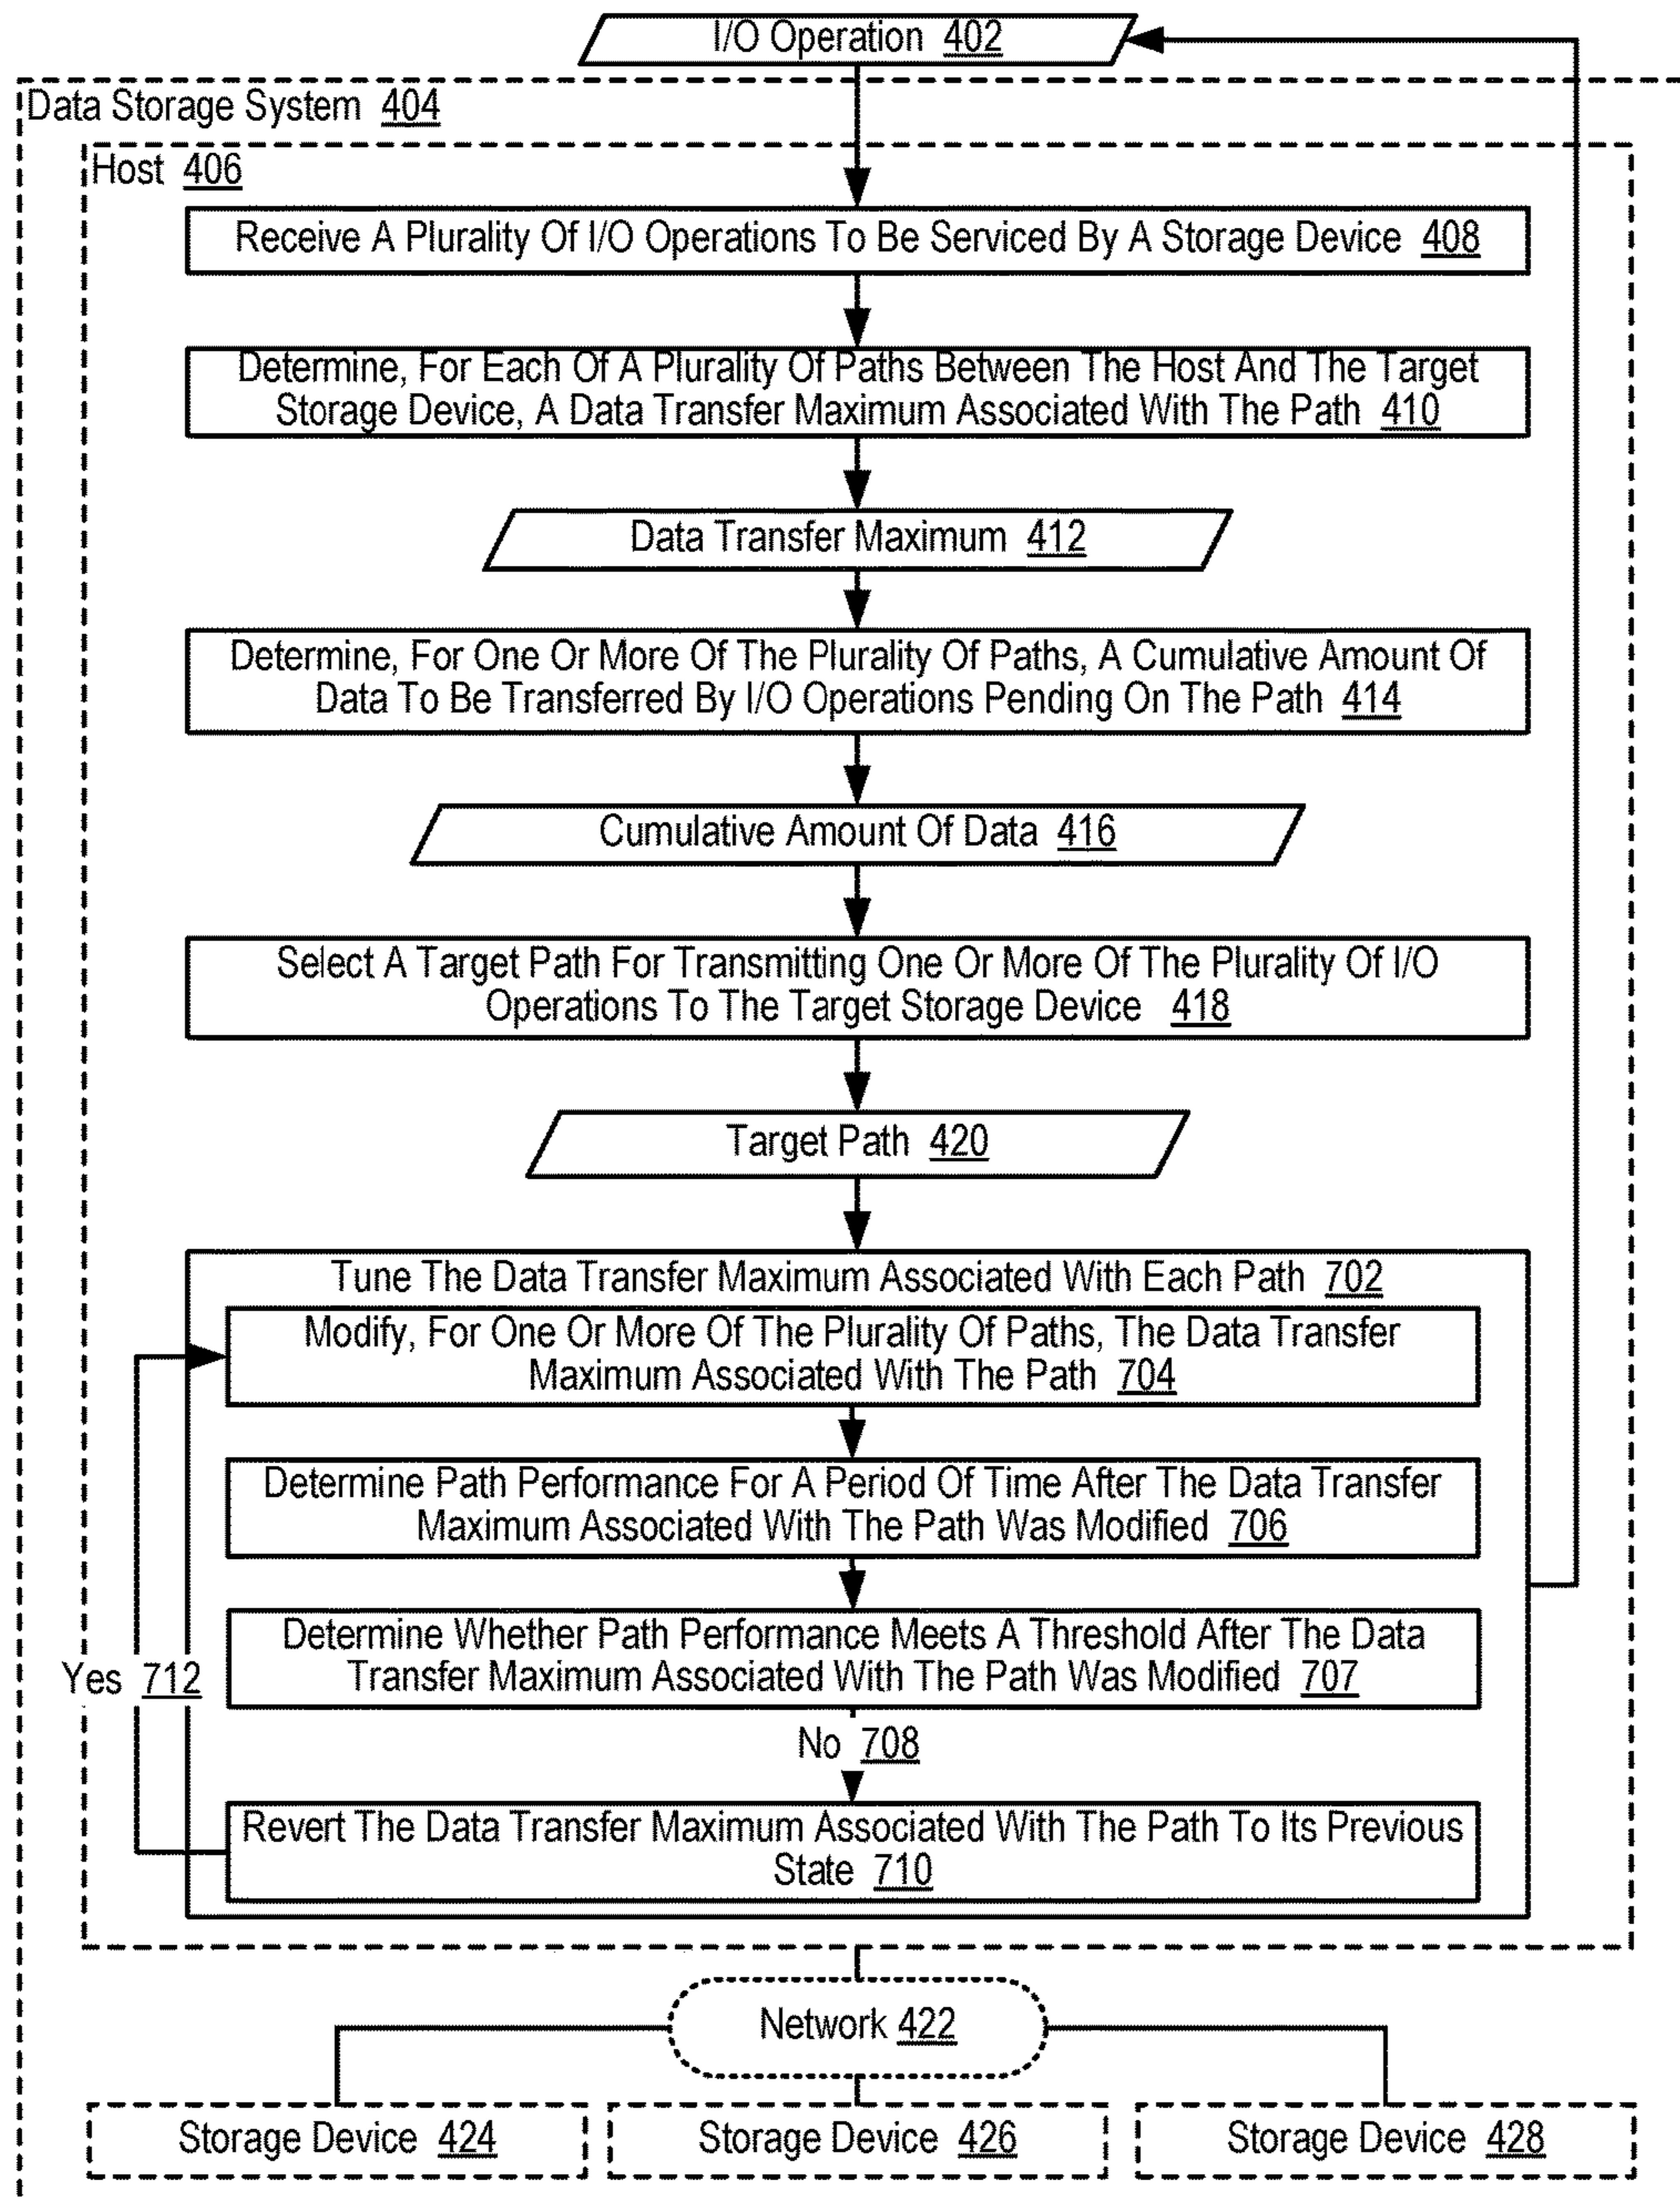 I/O Operation 402
Data Storage System 404
Host 406
Receive A Plurality Of I/O Operations To Be Serviced By A Storage Device 408
Determine, For Each Of A Plurality Of Paths Between The Host And The Target
Storage Device, A Data Transfer Maximum Associated With The Path 410
Data Transfer Maximum 412
Determine, For One Or More Of The Plurality Of Paths, A Cumulative Amount Of
Data To Be Transferred By I/O Operations Pending On The Path 414
Cumulative Amount Of Data 416
Select A Target Path For Transmitting One Or More Of The Plurality Of I/O
Operations To The Target Storage Device 418
Target Path 420
Tune The Data Transfer Maximum Associated With Each Path 702
Modify, For One Or More Of The Plurality Of Paths, The Data Transfer
Maximum Associated With The Path 704
Determine Path Performance For A Period Of Time After The Data Transfer
Maximum Associated With The Path Was Modified 706
Determine Whether Path Performance Meets A Threshold After The Data
Transfer Maximum Associated With The Path Was Modified 707
Yes 712
No 708
Revert The Data Transfer Maximum Associated With The Path To Its Previous
State 710
Network 422
Storage Device 424
Storage Device 426
Storage Device 428